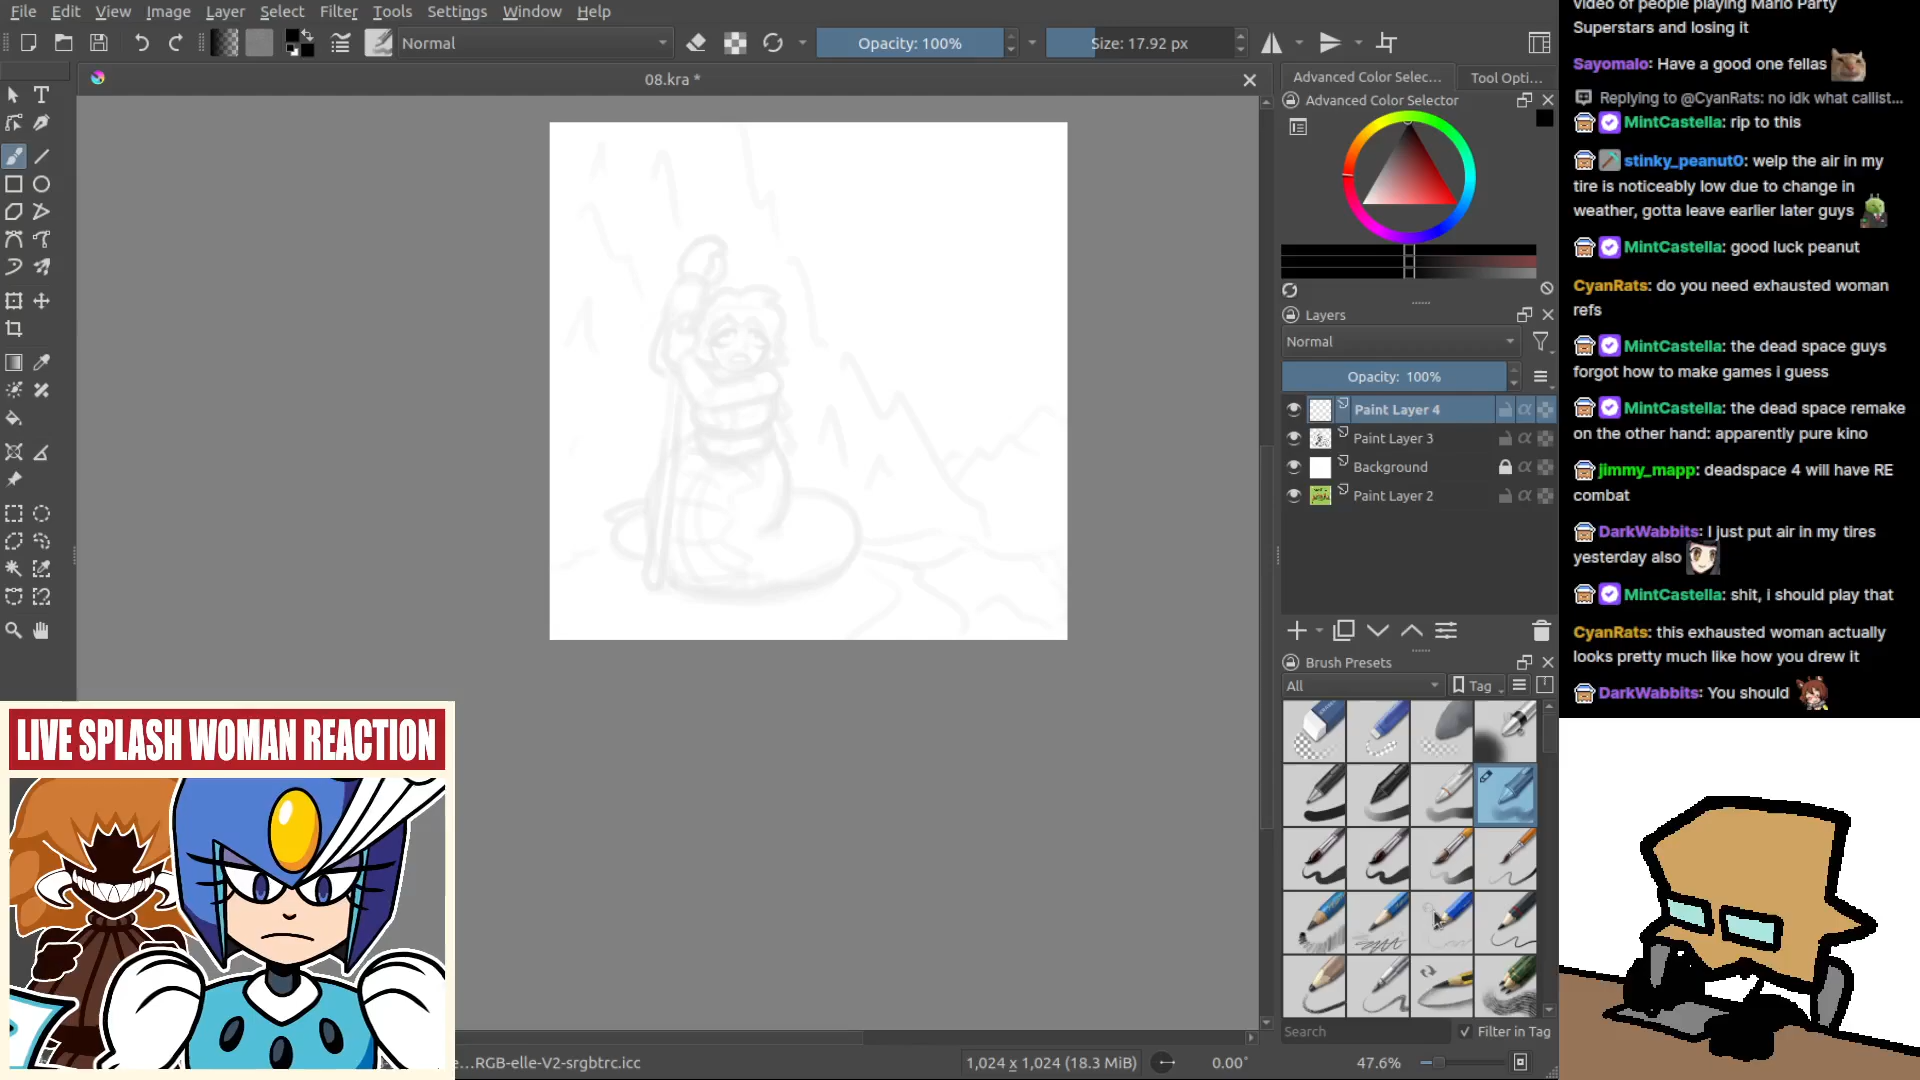 File Edit View Image Layer Select Filter Tools Settings Window Help
Normal
Opacity: 100%
Size: 17.92 px
08.kra *
Advanced Color Selec...
Tool Opti...
Advanced Color Selector
Layers
Normal
Opacity: 100%
Paint Layer 4
Paint Layer 3
Background
Paint Layer 2
Brush Presets
All
Tag
Search
Filter in Tag
e...RGB-elle-V2-srgbtrc.icc
1,024 x 1,024 (18.3 MiB)
0.00°
47.6%
LIVE SPLASH WOMAN REACTION
video of people playing Mario Party
Superstars and losing it
Sayomalo: Have a good one fellas
Replying to @CyanRats: no idk what callist...
MintCastella: rip to this
stinky_peanut0: welp the air in my
tire is noticeably low due to change in
weather, gotta leave earlier later guys
MintCastella: good luck peanut
CyanRats: do you need exhausted woman
refs
MintCastella: the dead space guys
forgot how to make games i guess
MintCastella: the dead space remake
on the other hand: apparently pure kino
jimmy_mapp: deadspace 4 will have RE
combat
DarkWabbits: I just put air in my tires
yesterday also
MintCastella: shit, i should play that
CyanRats: this exhausted woman actually
looks pretty much like how you drew it
DarkWabbits: You should